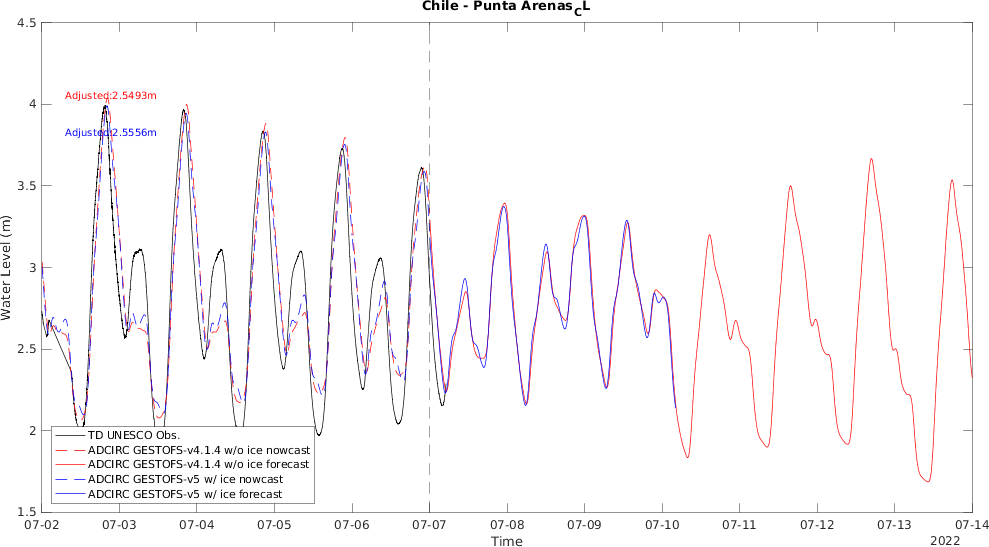 Chile - Punta Arenas_CL
Adjusted:2.5493m
Adjusted:2.5556m
4.5
4
3.5
3
2.5
2
1.5
Water Level (m)
TD UNESCO Obs.
ADCIRC GESTOFS-v4.1.4 w/o ice nowcast
ADCIRC GESTOFS-v4.1.4 w/o ice forecast
ADCIRC GESTOFS-v5 w/ ice nowcast
ADCIRC GESTOFS-v5 w/ ice forecast
07-02 07-03 07-04 07-05 07-06 07-07 07-08 07-09 07-10 07-11 07-12 07-13 07-14
Time
2022